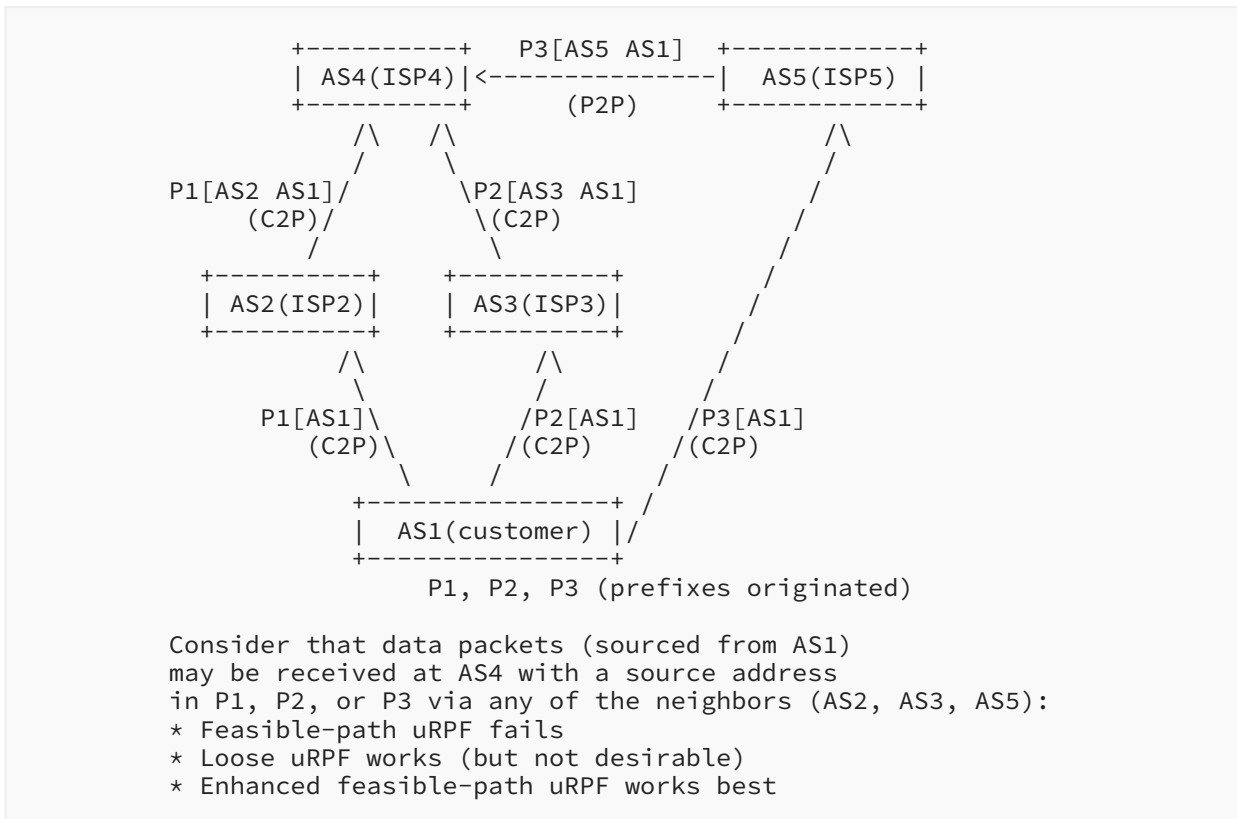 +----------+   P3[AS5 AS1]  +------------+
| AS4(ISP4)|<---------------|  AS5(ISP5) |
+----------+      (P2P)     +------------+
/\   /\                        /\
/     \                       /
P1[AS2 AS1]/       \P2[AS3 AS1]          /
(C2P)/         \(C2P)               /
/           \                  /
+----------+    +----------+         /
| AS2(ISP2)|    | AS3(ISP3)|        /
+----------+    +----------+       /
/\            /\           /
\            /           /
P1[AS1]\         /P2[AS1]   /P3[AS1]
(C2P)\       /(C2P)    /(C2P)
\     /          /
+----------------+ /
|  AS1(customer) |/
+----------------+
P1, P2, P3 (prefixes originated)
Consider that data packets (sourced from AS1)
may be received at AS4 with a source address
in P1, P2, or P3 via any of the neighbors (AS2, AS3, AS5):
* Feasible-path uRPF fails
* Loose uRPF works (but not desirable)
* Enhanced feasible-path uRPF works best